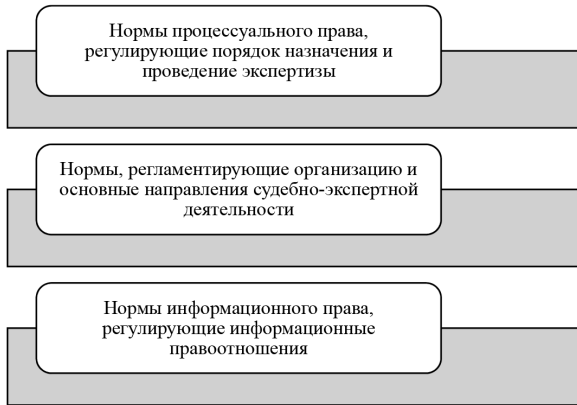 Нормы процессуального права,
регулирующие порядок назначения и
проведение экспертизы
Нормы, регламентирующие организацию и
основные направления судебно-экспертной
деятельности
Нормы информационного права,
регулирующие информационные
правоотношения